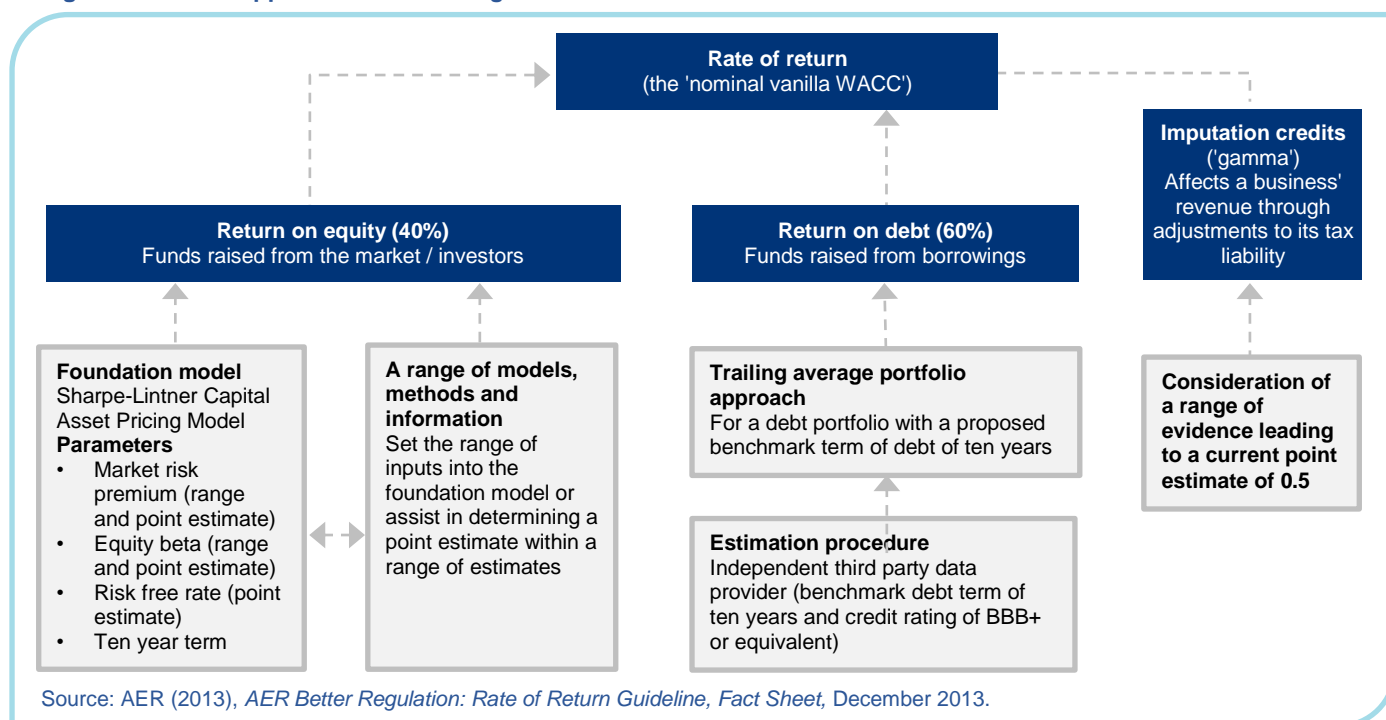 Rate of return
(the 'nominal vanilla WACC')
Imputation credits
('gamma')
Affects a business'
revenue through
adjustments to its tax
liability
Return on equity (40%)
Funds raised from the market / investors
Return on debt (60%)
Funds raised from borrowings
Foundation model
Sharpe-Lintner Capital
Asset Pricing Model
Parameters
• Market risk
premium (range
and point estimate)
• Equity beta (range
and point estimate)
• Risk free rate (point
estimate)
• Ten year term
A range of models,
methods and
information
Set the range of
inputs into the
foundation model or
assist in determining a
point estimate within a
range of estimates
Trailing average portfolio
approach
For a debt portfolio with a proposed
benchmark term of debt of ten years
Estimation procedure
Independent third party data
provider (benchmark debt term of
ten years and credit rating of BBB+
or equivalent)
Consideration of
a range of
evidence leading
to a current point
estimate of 0.5
Source: AER (2013), AER Better Regulation: Rate of Return Guideline, Fact Sheet, December 2013.